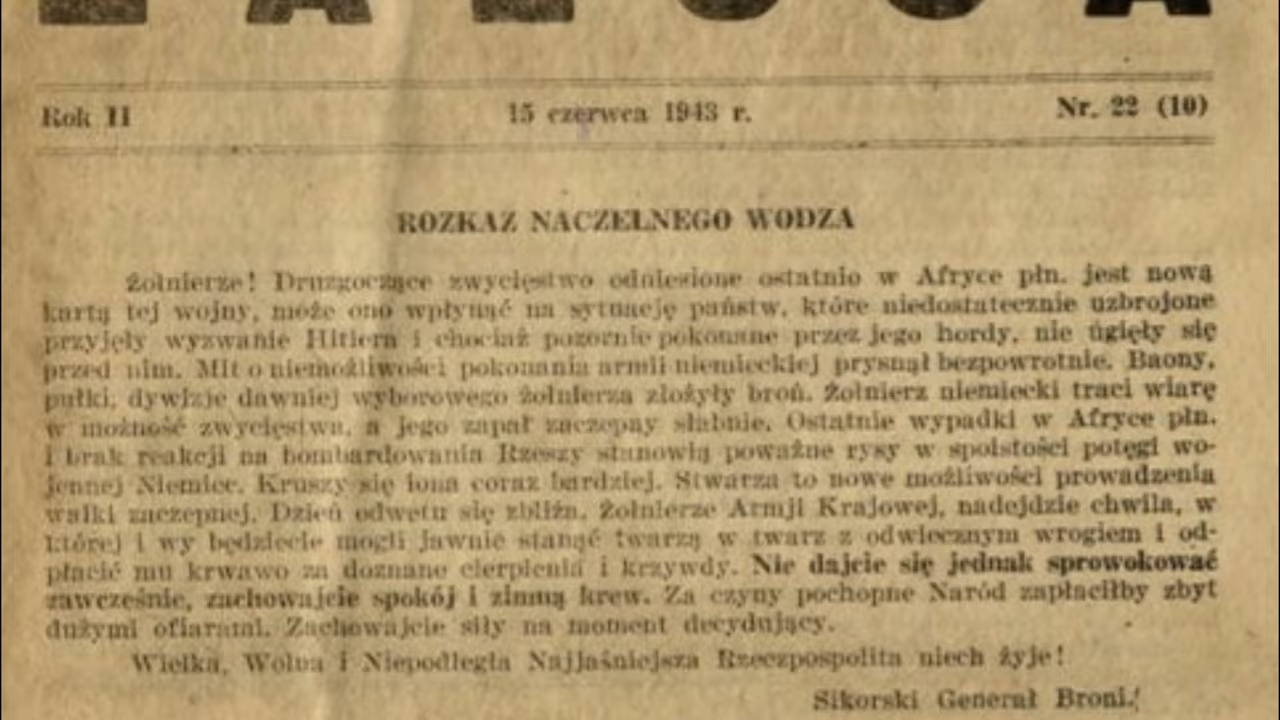 ZAŁOGA
Rok II 15 czerwca 1943 r. Nr. 22 (10)
ROZKAZ NACZELNEGO WODZA
Żołnierze! Druzgoczące zwycięstwo odniesione ostatnio w Afryce płn. jest nową
kartą tej wojny, może ono wpłynąć na sytuację państw, które niedostatecznie uzbrojone
przyjęły wyzwanie Hitlera i chociaż pozornie pokonane przez jego hordy, nie ugięły się
przed nim. Mit o niemożliwości pokonania armii niemieckiej prysnął bezpowrotnie. Baony,
pułki, dywizje dawniej wyborowego żołnierza złożyły broń. Żołnierz niemiecki traci wiarę
w możność zwycięstwa, a jego zapał zaczepny słabnie. Ostatnie wypadki w Afryce płn.
i brak reakcji na bombardowania Rzeszy stanowią poważne rysy w spoistości potęgi wo-
jennej Niemiec. Kruszy się iona coraz bardziej. Stwarza to nowe możliwości prowadzenia
walki zaczepnej. Dzień odwetu się zbliża. Żołnierze Armji Krajowej, nadejdzie chwila, w
której i wy będziecie mogli jawnie stanąć twarzą w twarz z odwiecznym wrogiem i od-
płacić mu krwawo za doznane cierpienia i krzywdy. Nie dajcie się jednak sprowokować
zawcześnie, zachowajcie spokój i zimną krew. Za czyny pochopne Naród zapłaciłby zbyt
dużymi ofiarami. Zachowajcie siły na moment decydujący.
Wielka, Wolna i Niepodległa Najjaśniejsza Rzeczpospolita niech żyje!
Sikorski Generał Broni.